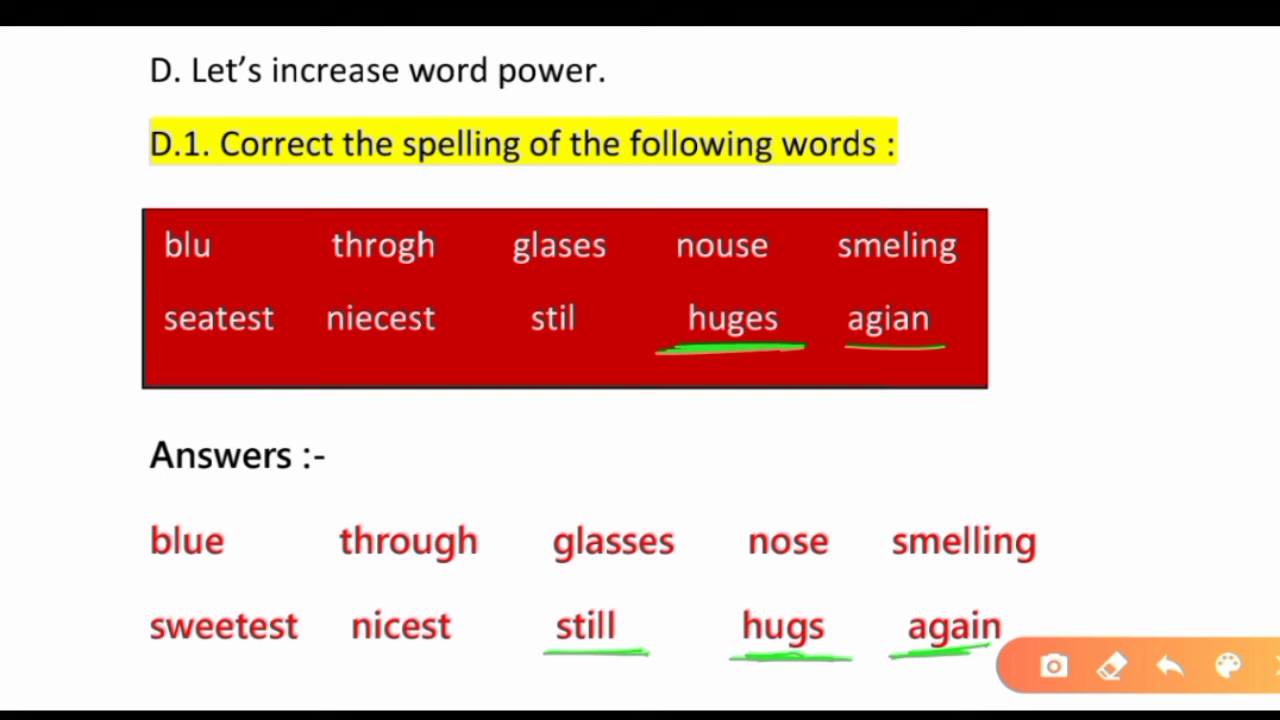 D. Let’s increase word power.
D.1. Correct the spelling of the following words :
blu throgh glases nouse smeling
seatest niecest stil huges agian
Answers :-
blue through glasses nose smelling
sweetest nicest still hugs again